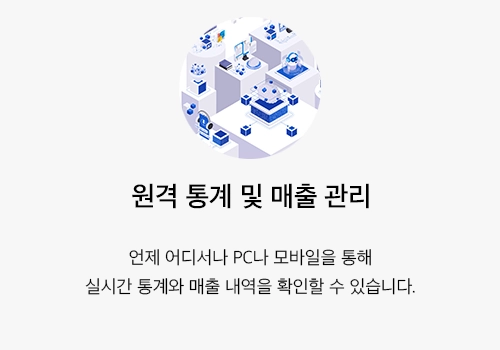 원격 통계 및 매출 관리
언제 어디서나 PC나 모바일을 통해
실시간 통계와 매출 내역을 확인할 수 있습니다.